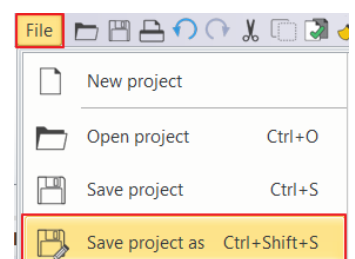 File
New project
Open project Ctrl+O
Save project Ctrl+S
Save project as Ctrl+Shift+S